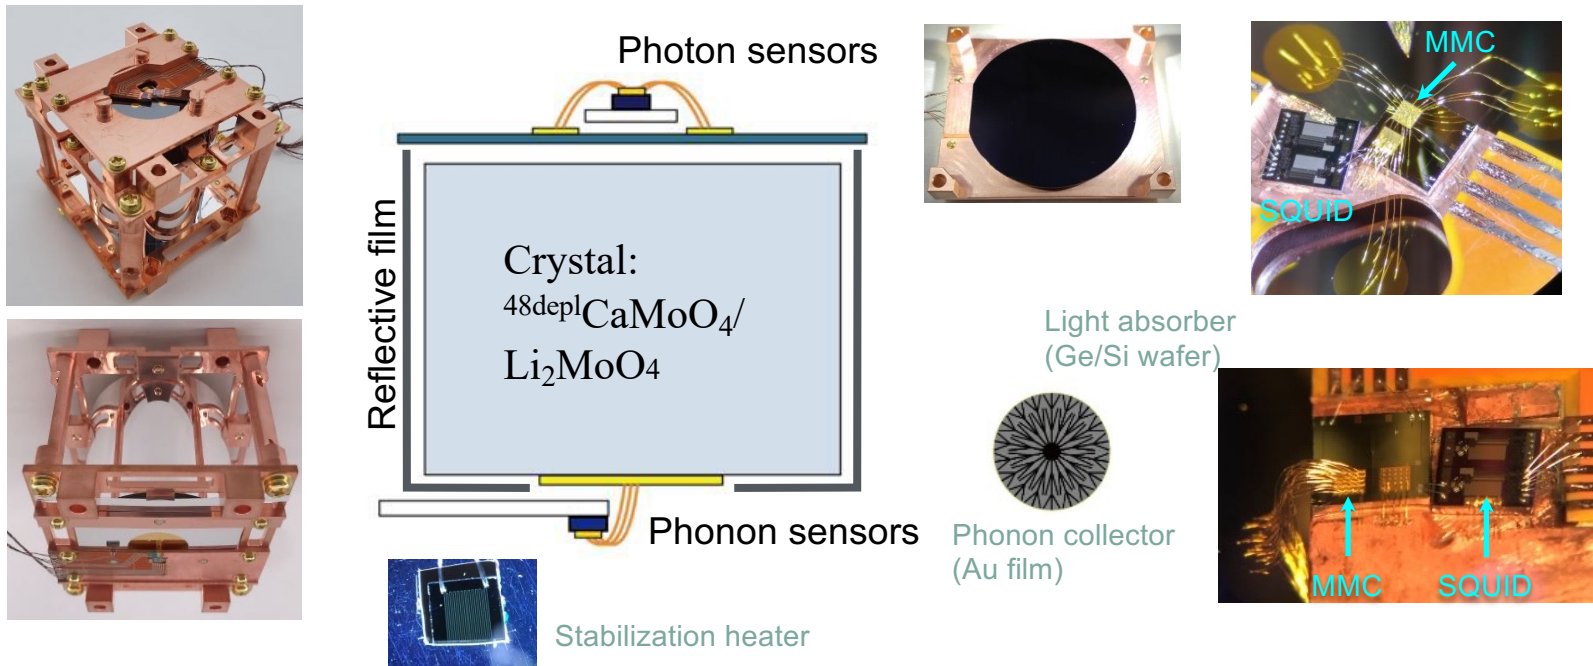 Photon sensors
MMC
SQUID
Reflective film
Crystal:
⁴⁸ᵈᵉᵖˡCaMoO₄/
Li₂MoO4
Light absorber
(Ge/Si wafer)
Phonon sensors
Phonon collector
(Au film)
MMC
SQUID
Stabilization heater